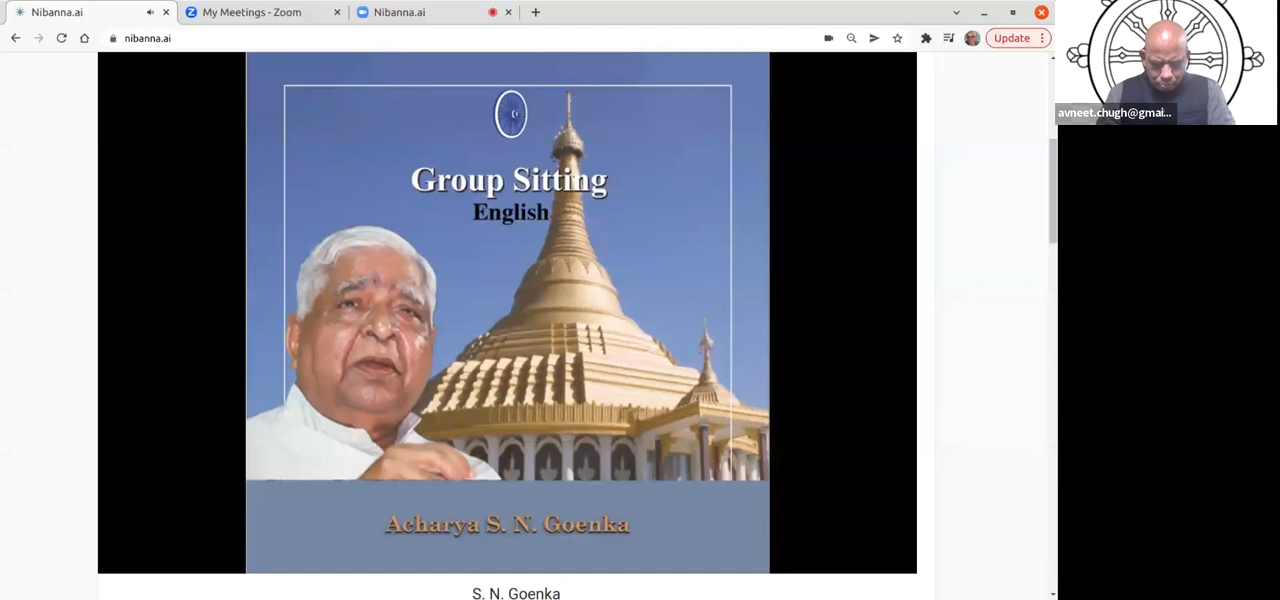 Nibanna.ai
My Meetings - Zoom
Nibanna.ai
nibanna.ai
Update
avneet.chugh@gmai...
Group Sitting
English
Acharya S. N. Goenka
S. N. Goenka